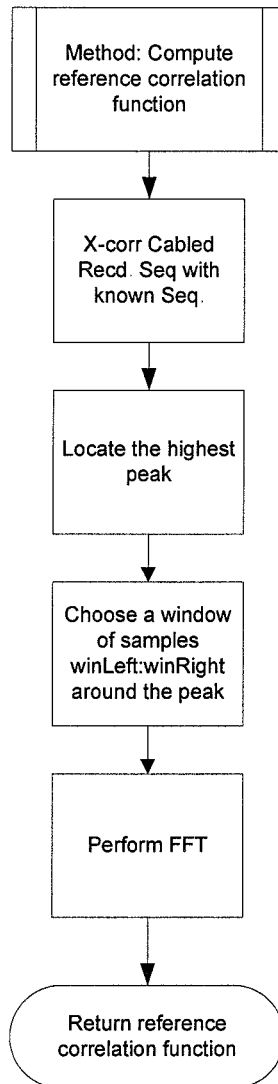 Method: Compute
reference correlation
function
X-corr Cabled
Recd. Seq with
known Seq.
Locate the highest
peak
Choose a window
of samples
winLeft:winRight
around the peak
Perform FFT
Return reference
correlation function